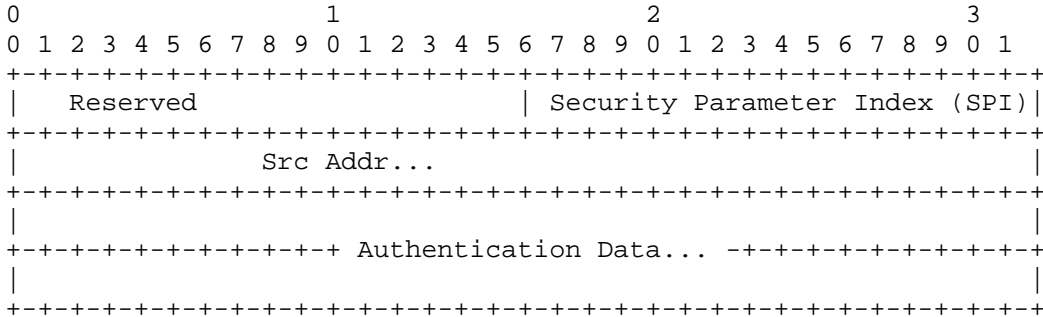 0                   1                   2                   3
0 1 2 3 4 5 6 7 8 9 0 1 2 3 4 5 6 7 8 9 0 1 2 3 4 5 6 7 8 9 0 1
+-+-+-+-+-+-+-+-+-+-+-+-+-+-+-+-+-+-+-+-+-+-+-+-+-+-+-+-+-+-+-+-+
|   Reserved                    | Security Parameter Index (SPI)|
+-+-+-+-+-+-+-+-+-+-+-+-+-+-+-+-+-+-+-+-+-+-+-+-+-+-+-+-+-+-+-+-+
|               Src Addr...                                     |
+-+-+-+-+-+-+-+-+-+-+-+-+-+-+-+-+-+-+-+-+-+-+-+-+-+-+-+-+-+-+-+-+
|                                                               |
+-+-+-+-+-+-+-+-+-+-+ Authentication Data... -+-+-+-+-+-+-+-+-+-+
|                                                               |
+-+-+-+-+-+-+-+-+-+-+-+-+-+-+-+-+-+-+-+-+-+-+-+-+-+-+-+-+-+-+-+-+